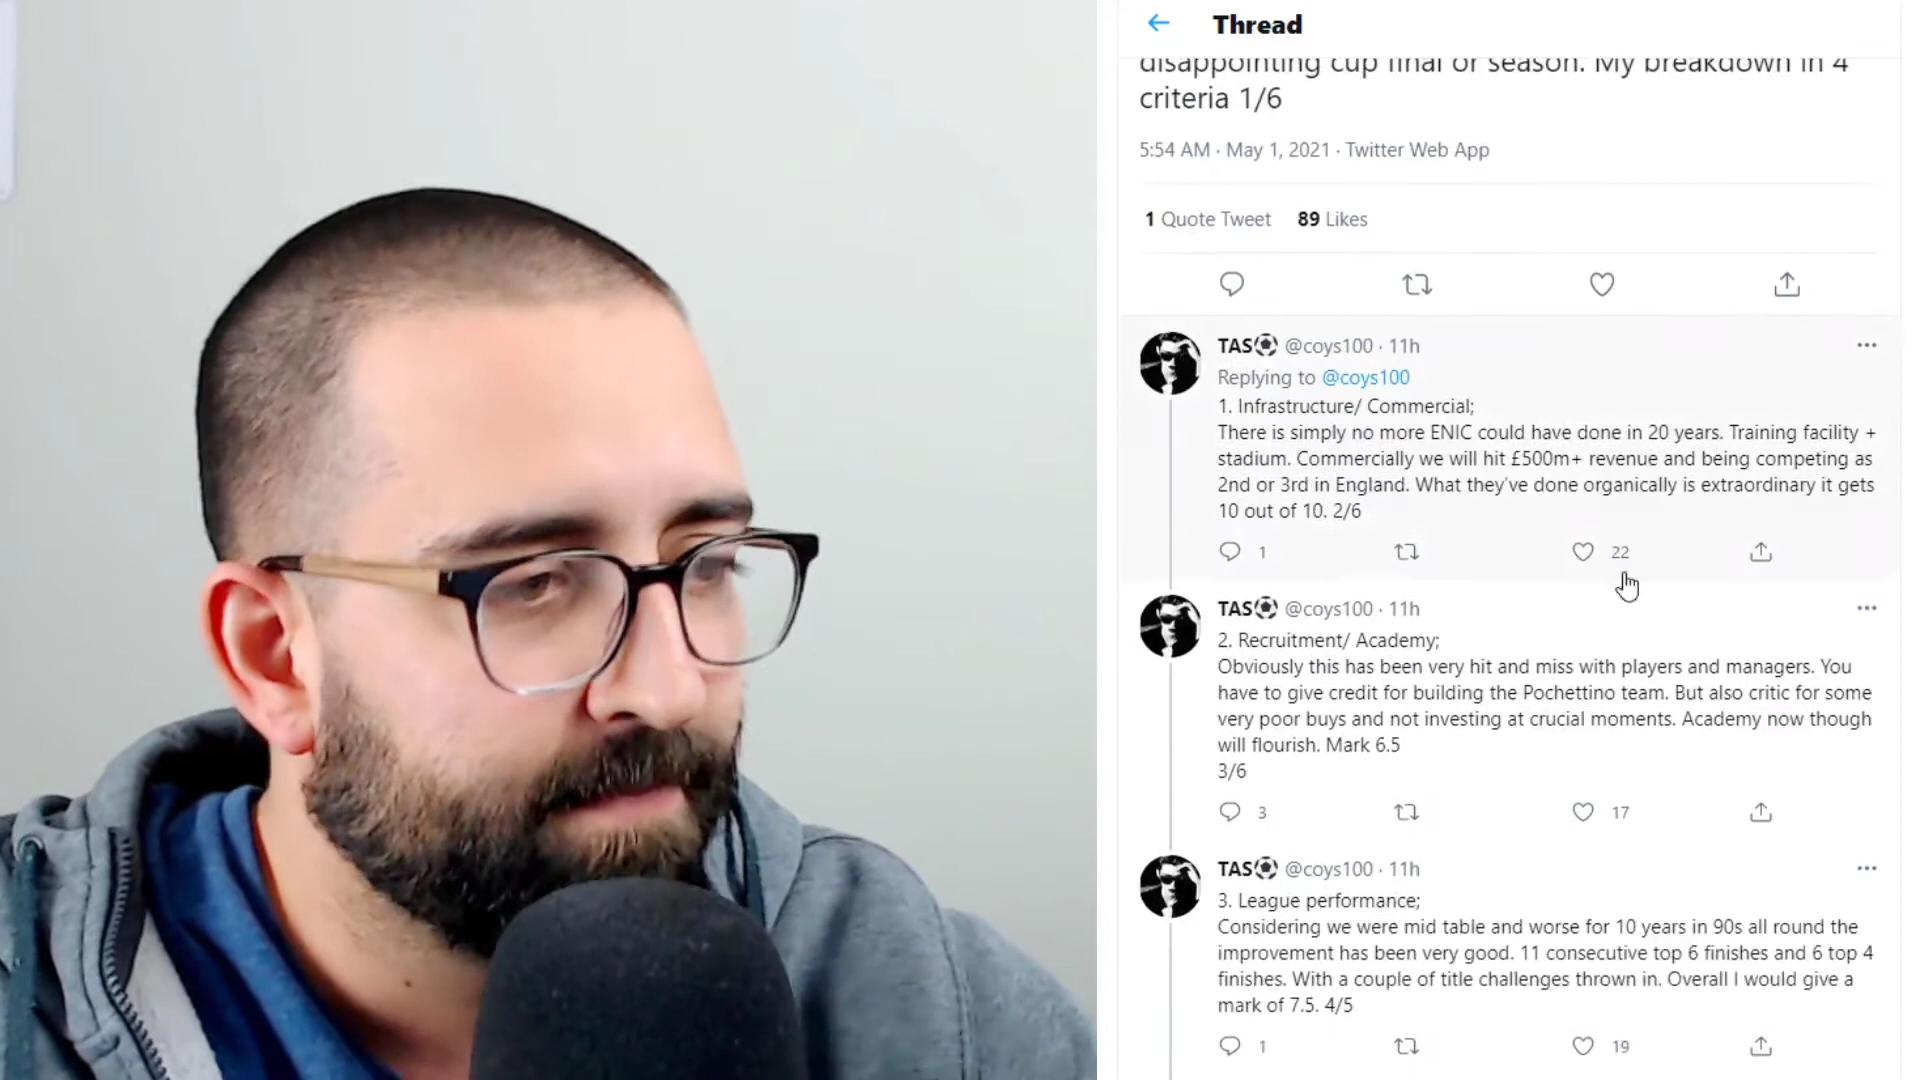 Thread
disappointing cup final or season. My breakdown in 4
criteria 1/6
5:54 AM · May 1, 2021 · Twitter Web App
1 Quote Tweet 89 Likes
TAS⚽ @coys100 · 11h
Replying to @coys100
1. Infrastructure/ Commercial;
There is simply no more ENIC could have done in 20 years. Training facility +
stadium. Commercially we will hit £500m+ revenue and being competing as
2nd or 3rd in England. What they've done organically is extraordinary it gets
10 out of 10. 2/6
1 22
TAS⚽ @coys100 · 11h
2. Recruitment/ Academy;
Obviously this has been very hit and miss with players and managers. You
have to give credit for building the Pochettino team. But also critic for some
very poor buys and not investing at crucial moments. Academy now though
will flourish. Mark 6.5
3/6
3 17
TAS⚽ @coys100 · 11h
3. League performance;
Considering we were mid table and worse for 10 years in 90s all round the
improvement has been very good. 11 consecutive top 6 finishes and 6 top 4
finishes. With a couple of title challenges thrown in. Overall I would give a
mark of 7.5. 4/5
1 19